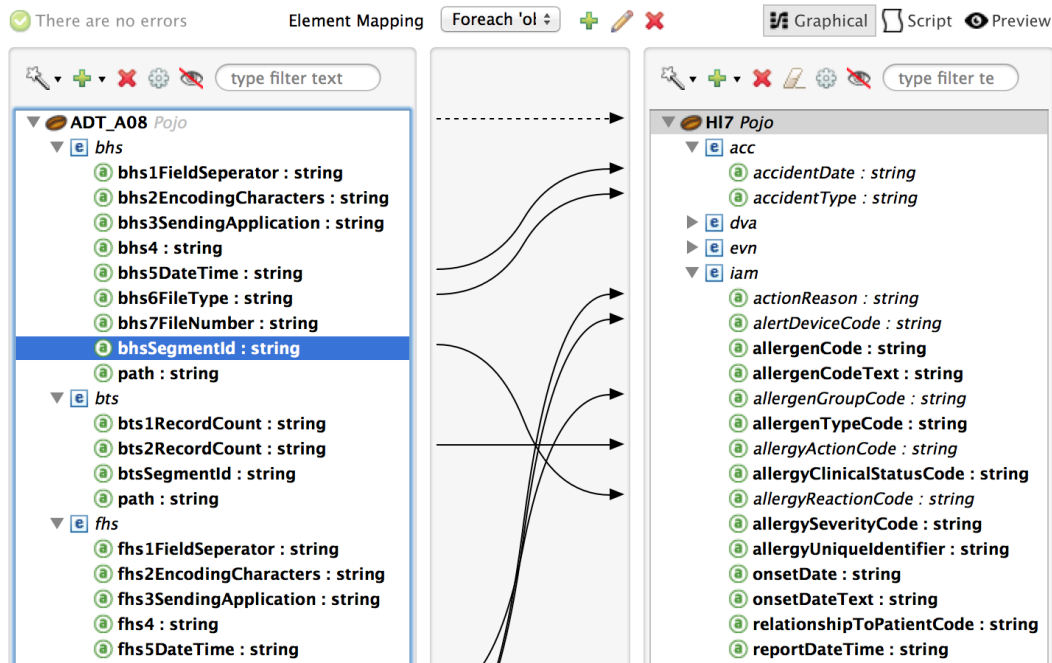 There are no errors
Element Mapping
Foreach 'ol
Graphical
Script
Preview
type filter text
ADT_A08 Pojo
bhs
bhs1FieldSeperator : string
bhs2EncodingCharacters : string
bhs3SendingApplication : string
bhs4 : string
bhs5DateTime : string
bhs6FileType : string
bhs7FileNumber : string
bhsSegmentId : string
path : string
bts
bts1RecordCount : string
bts2RecordCount : string
btsSegmentId : string
path : string
fhs
fhs1FieldSeperator : string
fhs2EncodingCharacters : string
fhs3SendingApplication : string
fhs4 : string
fhs5DateTime : string
type filter te
Hl7 Pojo
acc
accidentDate : string
accidentType : string
dva
evn
iam
actionReason : string
alertDeviceCode : string
allergenCode : string
allergenCodeText : string
allergenGroupCode : string
allergenTypeCode : string
allergyActionCode : string
allergyClinicalStatusCode : string
allergyReactionCode : string
allergySeverityCode : string
allergyUniqueIdentifier : string
onsetDate : string
onsetDateText : string
relationshipToPatientCode : string
reportDateTime : string